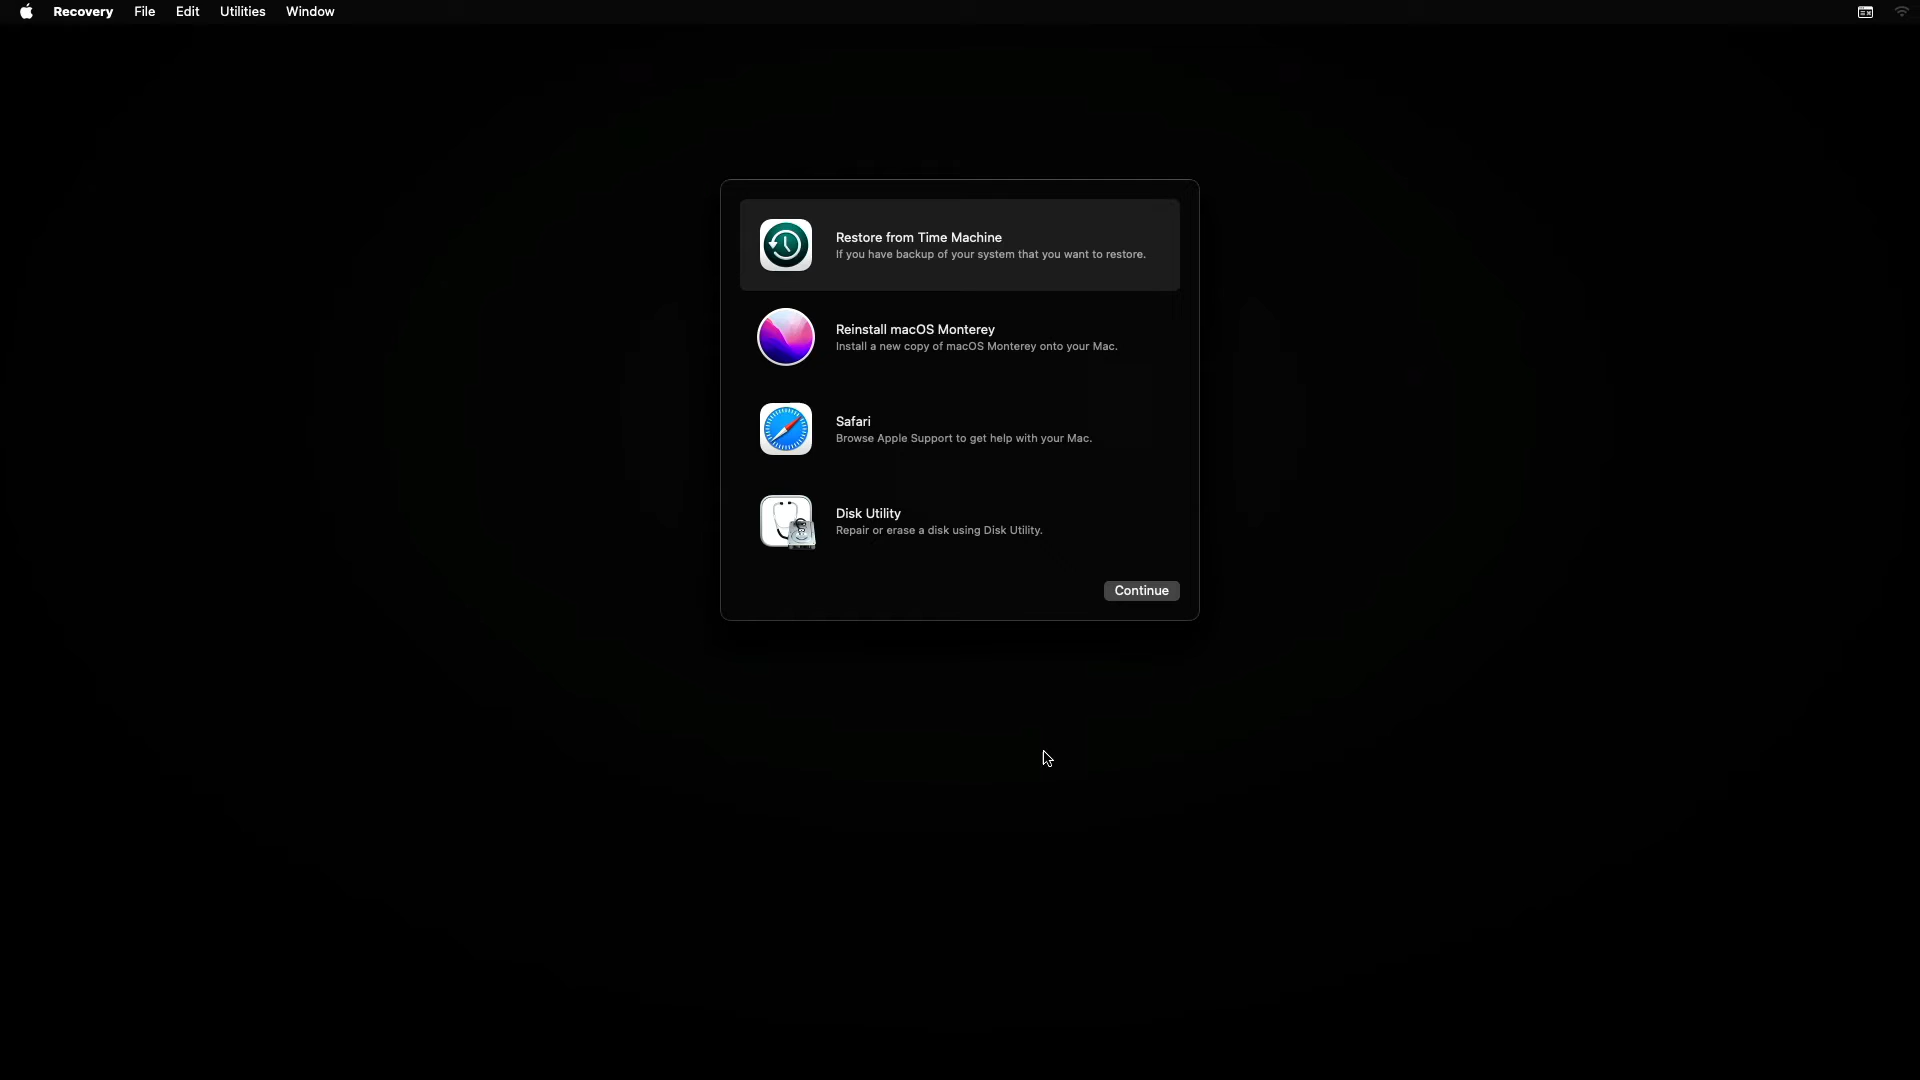 Recovery File Edit Utilities Window
Restore from Time Machine
If you have backup of your system that you want to restore.
Reinstall macOS Monterey
Install a new copy of macOS Monterey onto your Mac.
Safari
Browse Apple Support to get help with your Mac.
Disk Utility
Repair or erase a disk using Disk Utility.
Continue